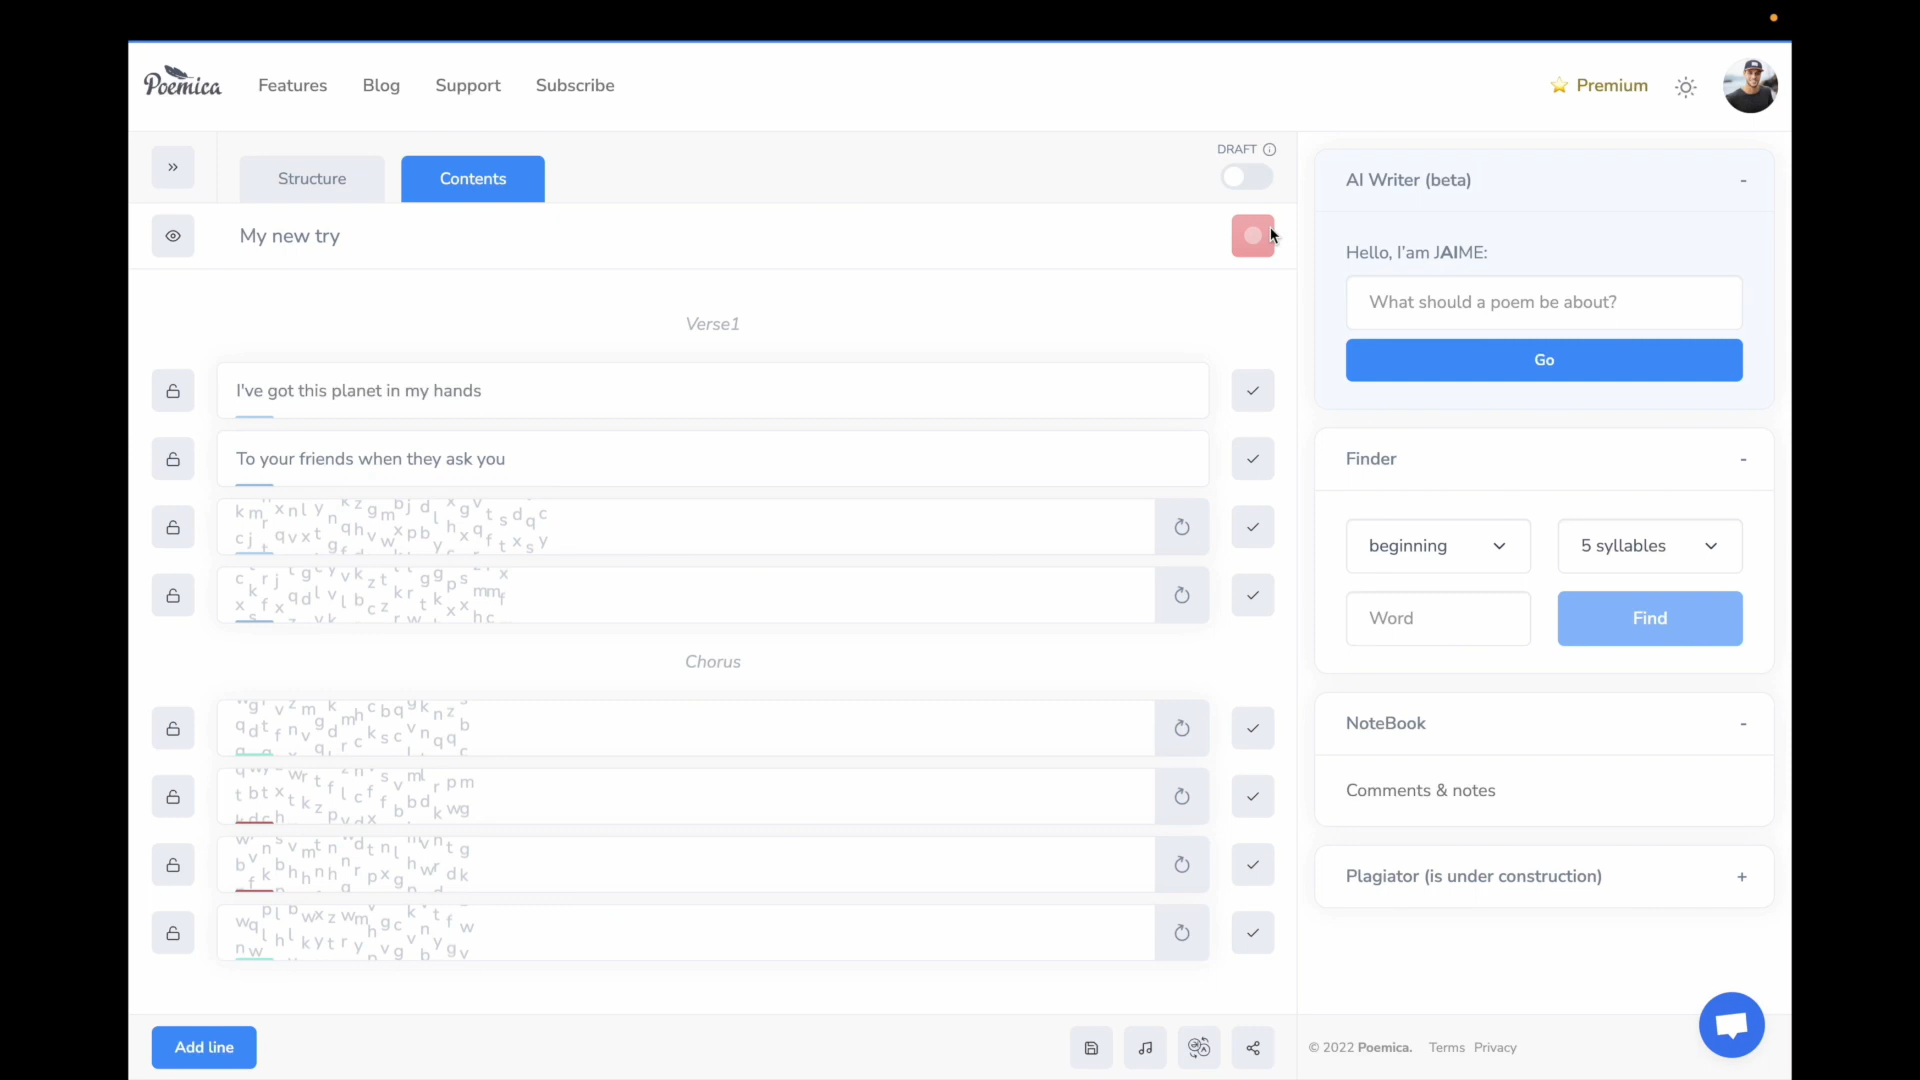 Poemica
Features
Blog
Support
Subscribe
Premium
Structure
Contents
DRAFT
My new try
Verse1
I've got this planet in my hands
To your friends when they ask you
Chorus
Add line
AI Writer (beta)
-
Hello, I'am JAIME:
What should a poem be about?
Go
Finder
-
beginning
5 syllables
Word
Find
NoteBook
-
Comments & notes
Plagiator (is under construction)
+
© 2022 Poemica.
Terms
Privacy